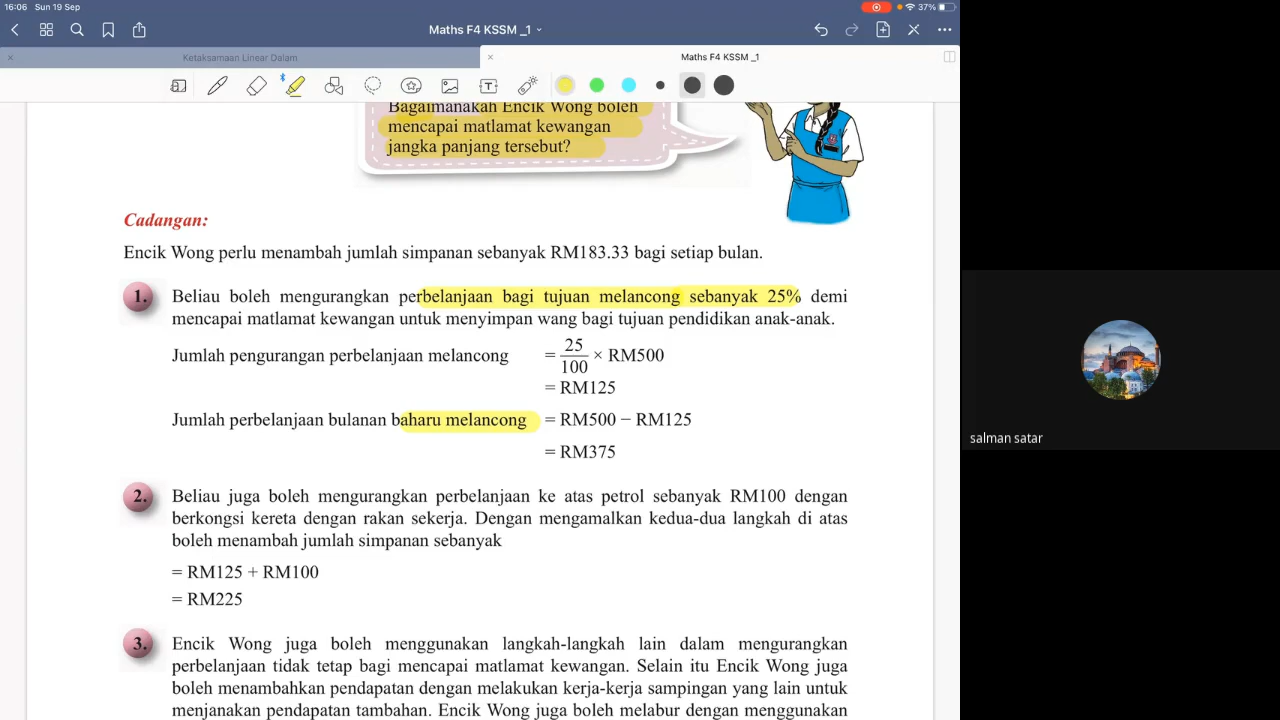 16:06 Sun 19 Sep
37%
Maths F4 KSSM _1
Ketaksamaan Linear Dalam
Maths F4 KSSM _1
Bagaimanakah Encik Wong boleh
mencapai matlamat kewangan
jangka panjang tersebut?
Cadangan:
Encik Wong perlu menambah jumlah simpanan sebanyak RM183.33 bagi setiap bulan.
1. Beliau boleh mengurangkan perbelanjaan bagi tujuan melancong sebanyak 25% demi
mencapai matlamat kewangan untuk menyimpan wang bagi tujuan pendidikan anak-anak.
Jumlah pengurangan perbelanjaan melancong = 25/100 × RM500
= RM125
Jumlah perbelanjaan bulanan baharu melancong = RM500 − RM125
= RM375
2. Beliau juga boleh mengurangkan perbelanjaan ke atas petrol sebanyak RM100 dengan
berkongsi kereta dengan rakan sekerja. Dengan mengamalkan kedua-dua langkah di atas
boleh menambah jumlah simpanan sebanyak
= RM125 + RM100
= RM225
3. Encik Wong juga boleh menggunakan langkah-langkah lain dalam mengurangkan
perbelanjaan tidak tetap bagi mencapai matlamat kewangan. Selain itu Encik Wong juga
boleh menambahkan pendapatan dengan melakukan kerja-kerja sampingan yang lain untuk
menjanakan pendapatan tambahan. Encik Wong juga boleh melabur dengan menggunakan
salman satar